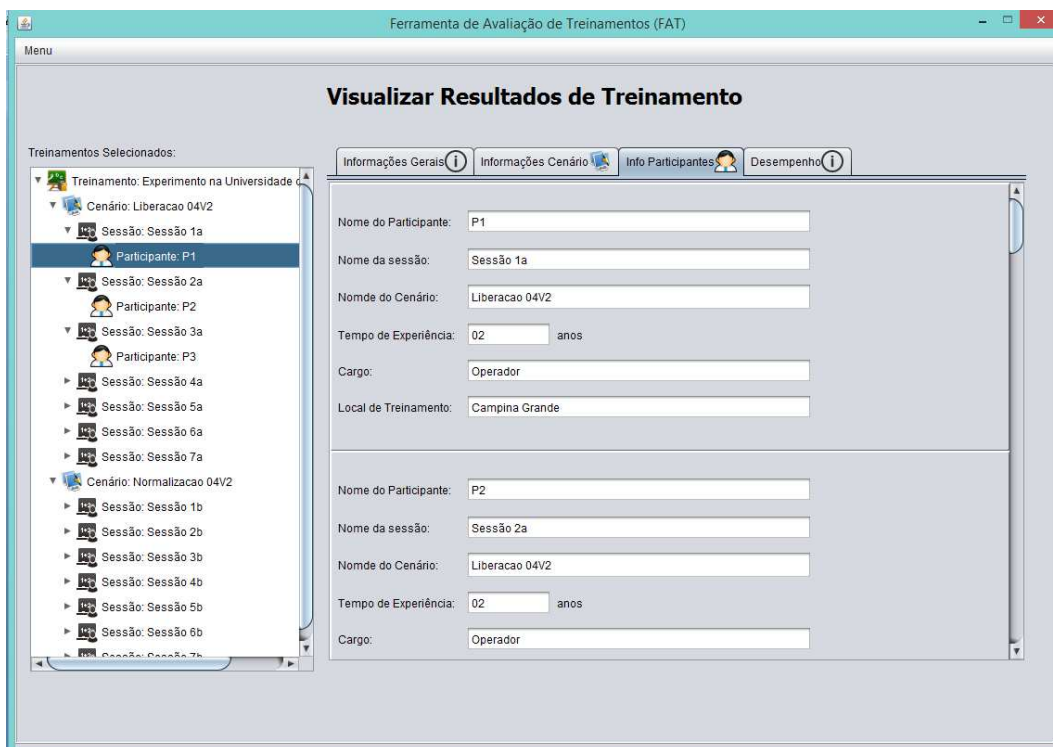 Ferramenta de Avaliação de Treinamentos (FAT)
Menu
Visualizar Resultados de Treinamento
Treinamentos Selecionados:
Treinamento: Experimento na Universidade
Cenário: Liberacao 04V2
Sessão: Sessão 1a
Participante: P1
Sessão: Sessão 2a
Participante: P2
Sessão: Sessão 3a
Participante: P3
Sessão: Sessão 4a
Sessão: Sessão 5a
Sessão: Sessão 6a
Sessão: Sessão 7a
Cenário: Normalizacao 04V2
Sessão: Sessão 1b
Sessão: Sessão 2b
Sessão: Sessão 3b
Sessão: Sessão 4b
Sessão: Sessão 5b
Sessão: Sessão 6b
Sessão: Sessão 7b
Informações Gerais Informações Cenário Info Participantes Desempenho
Nome do Participante: P1
Nome da sessão: Sessão 1a
Nomde do Cenário: Liberacao 04V2
Tempo de Experiência: 02 anos
Cargo: Operador
Local de Treinamento: Campina Grande
Nome do Participante: P2
Nome da sessão: Sessão 2a
Nomde do Cenário: Liberacao 04V2
Tempo de Experiência: 02 anos
Cargo: Operador